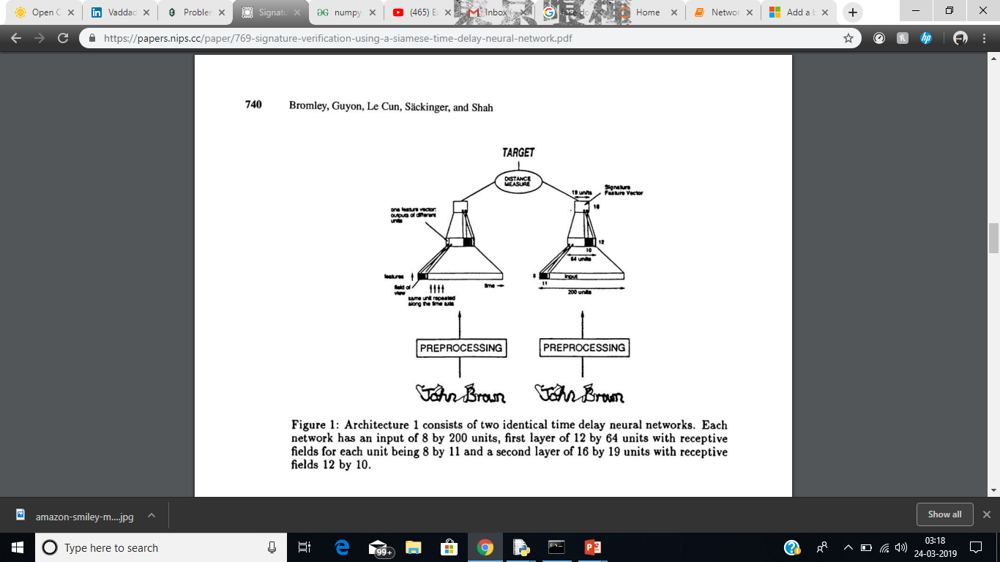 Open C
Vaddad
Problem
Signatu
numpy
(465) E
Inbox
fake dc
Home
Networ
Add a b
https://papers.nips.cc/paper/769-signature-verification-using-a-siamese-time-delay-neural-network.pdf
740 Bromley, Guyon, Le Cun, Säckinger, and Shah
TARGET
DISTANCE
MEASURE
19 units
Signature
Feature Vector
16
one feature vector:
outputs of different
units
12
10
64 units
features
8
input
time
field of
view
11
200 units
same unit repeated
along the time axis
PREPROCESSING PREPROCESSING
John Brown John Brown
Figure 1: Architecture 1 consists of two identical time delay neural networks. Each
network has an input of 8 by 200 units, first layer of 12 by 64 units with receptive
fields for each unit being 8 by 11 and a second layer of 16 by 19 units with receptive
fields 12 by 10.
amazon-smiley-m....jpg
Show all
Type here to search
99+
03:18
24-03-2019